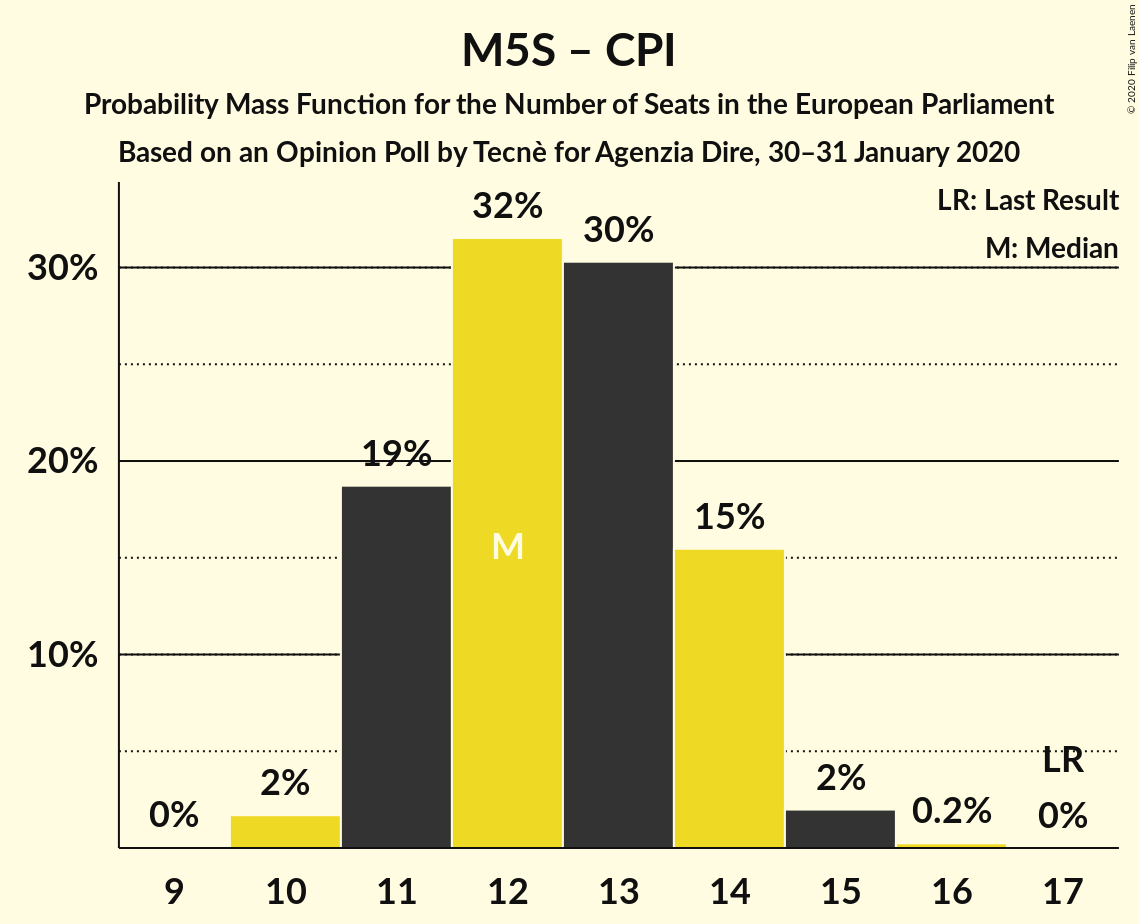 M5S – CPI
Probability Mass Function for the Number of Seats in the European Parliament
Based on an Opinion Poll by Tecnè for Agenzia Dire, 30–31 January 2020
© 2020 Filip van Laenen
LR: Last Result
M: Median
30%
20%
10%
0%
2%
19%
32%
M
30%
15%
2%
0.2%
LR
0%
9 10 11 12 13 14 15 16 17